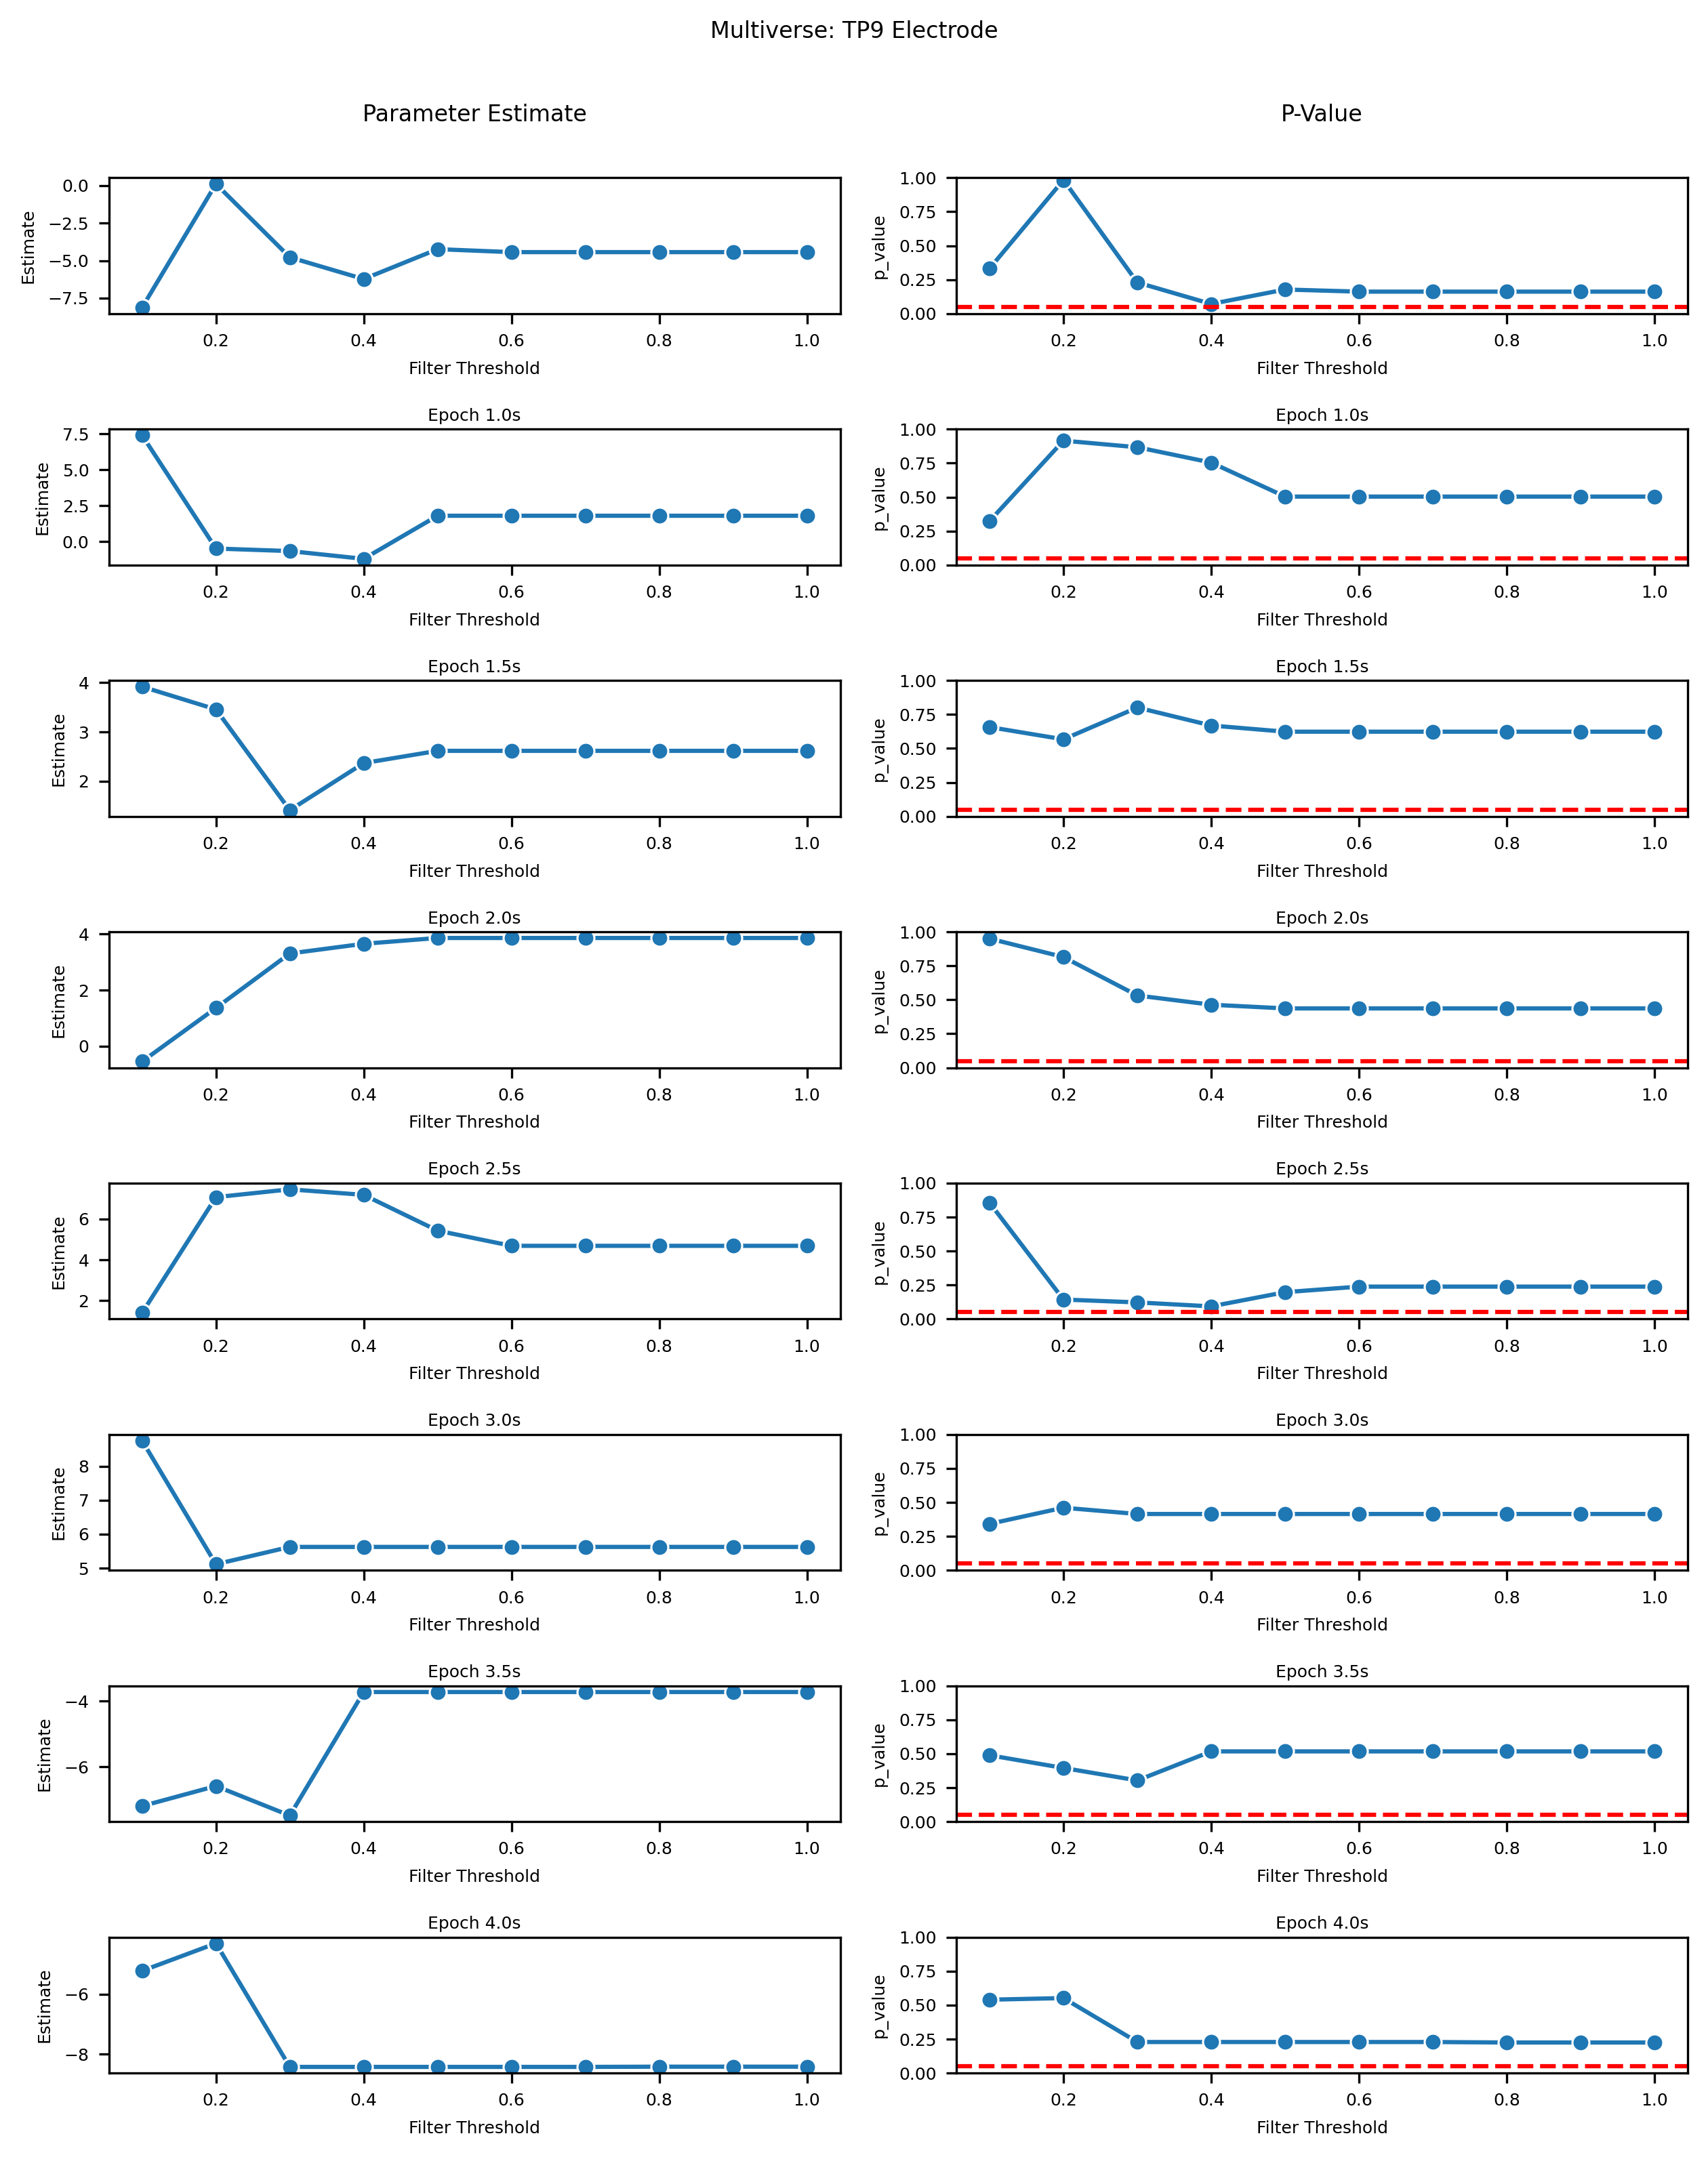 Multiverse: TP9 Electrode
Parameter Estimate
P-Value
Estimate
0.0
−2.5
−5.0
−7.5
0.2 0.4 0.6 0.8 1.0
Filter Threshold
p_value
1.00
0.75
0.50
0.25
0.00
0.2 0.4 0.6 0.8 1.0
Filter Threshold
Epoch 1.0s
Estimate
7.5
5.0
2.5
0.0
0.2 0.4 0.6 0.8 1.0
Filter Threshold
Epoch 1.0s
p_value
1.00
0.75
0.50
0.25
0.00
0.2 0.4 0.6 0.8 1.0
Filter Threshold
Epoch 1.5s
Estimate
4
3
2
0.2 0.4 0.6 0.8 1.0
Filter Threshold
Epoch 1.5s
p_value
1.00
0.75
0.50
0.25
0.00
0.2 0.4 0.6 0.8 1.0
Filter Threshold
Epoch 2.0s
Estimate
4
2
0
0.2 0.4 0.6 0.8 1.0
Filter Threshold
Epoch 2.0s
p_value
1.00
0.75
0.50
0.25
0.00
0.2 0.4 0.6 0.8 1.0
Filter Threshold
Epoch 2.5s
Estimate
6
4
2
0.2 0.4 0.6 0.8 1.0
Filter Threshold
Epoch 2.5s
p_value
1.00
0.75
0.50
0.25
0.00
0.2 0.4 0.6 0.8 1.0
Filter Threshold
Epoch 3.0s
Estimate
8
7
6
5
0.2 0.4 0.6 0.8 1.0
Filter Threshold
Epoch 3.0s
p_value
1.00
0.75
0.50
0.25
0.00
0.2 0.4 0.6 0.8 1.0
Filter Threshold
Epoch 3.5s
Estimate
−4
−6
0.2 0.4 0.6 0.8 1.0
Filter Threshold
Epoch 3.5s
p_value
1.00
0.75
0.50
0.25
0.00
0.2 0.4 0.6 0.8 1.0
Filter Threshold
Epoch 4.0s
Estimate
−6
−8
0.2 0.4 0.6 0.8 1.0
Filter Threshold
Epoch 4.0s
p_value
1.00
0.75
0.50
0.25
0.00
0.2 0.4 0.6 0.8 1.0
Filter Threshold